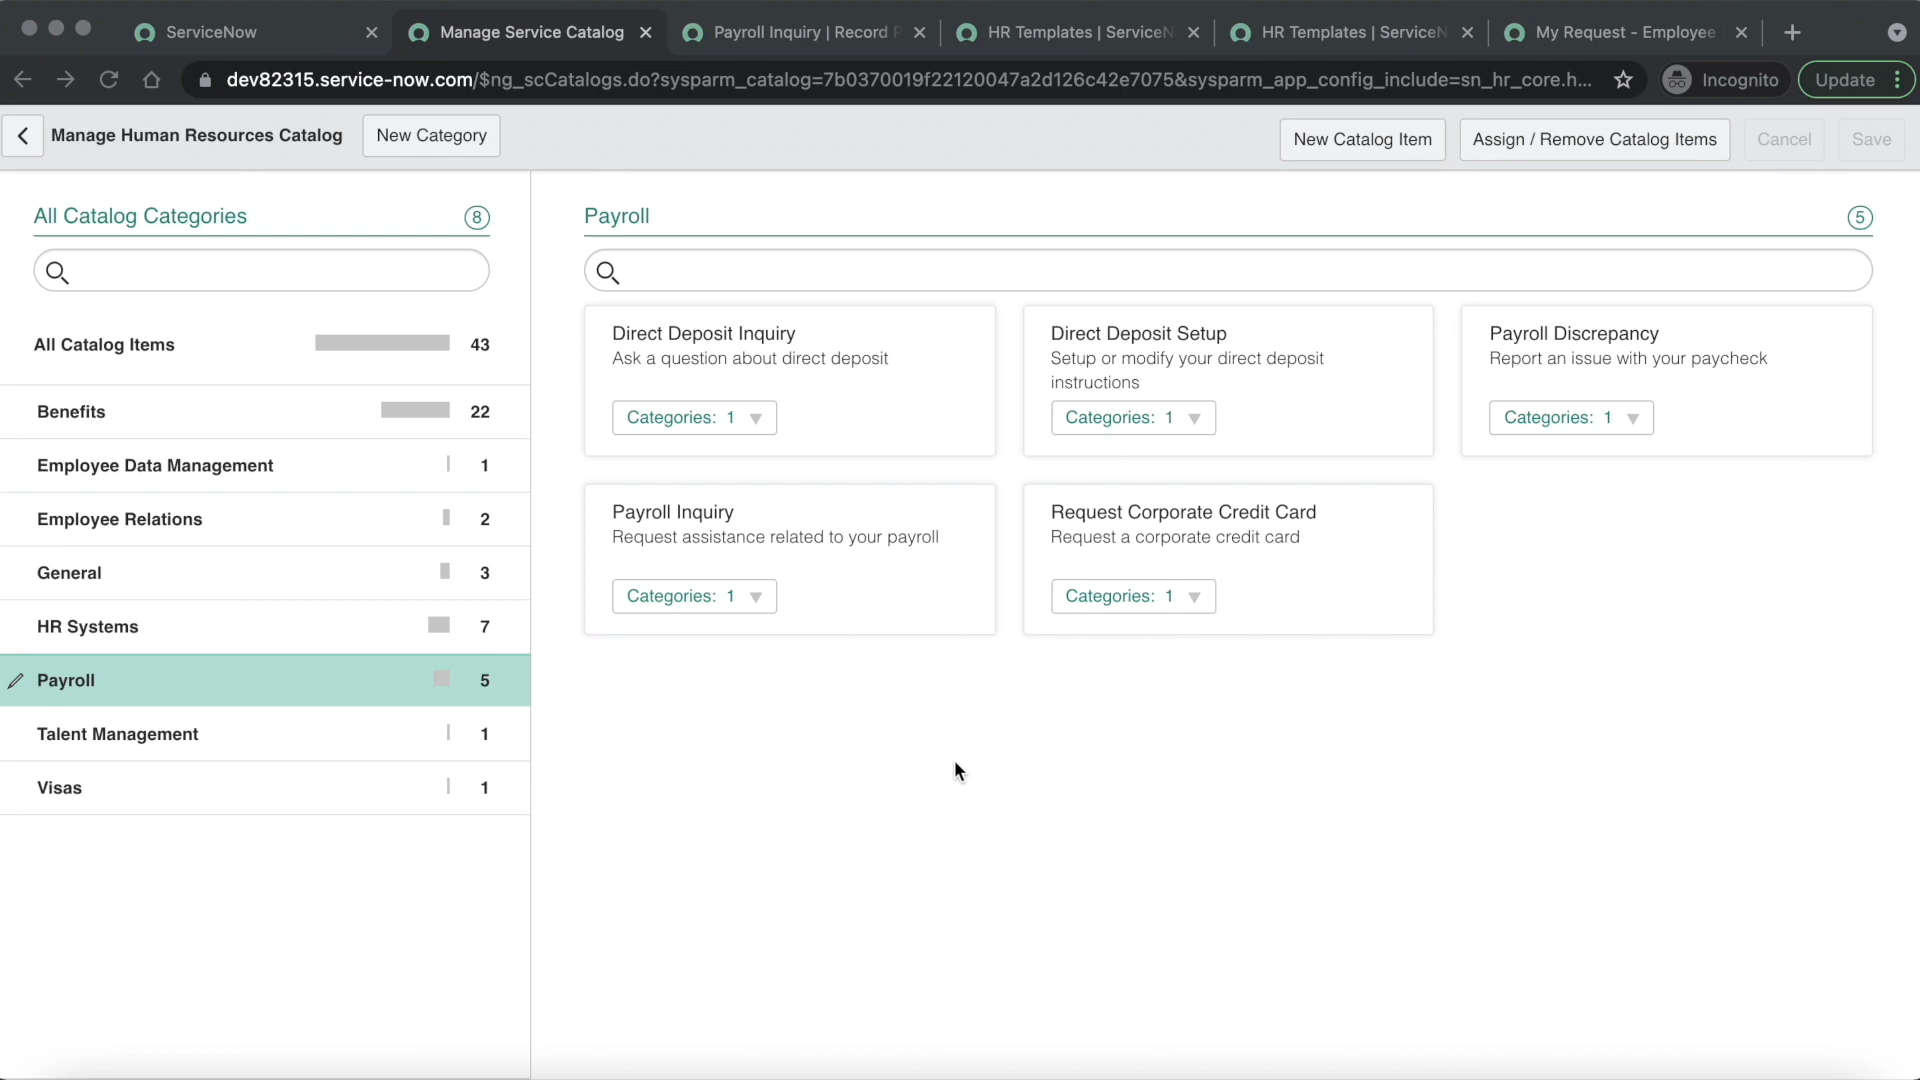 ServiceNow
Manage Service Catalog
Payroll Inquiry | Record
HR Templates | Service
HR Templates | Service
My Request - Employee
dev82315.service-now.com/$ng_scCatalogs.do?sysparm_catalog=7b0370019f22120047a2d126c42e7075&sysparm_app_config_include=sn_hr_core.h...
Incognito
Update
Manage Human Resources Catalog
New Category
New Catalog Item
Assign / Remove Catalog Items
Cancel
Save
All Catalog Categories 8
All Catalog Items 43
Benefits 22
Employee Data Management 1
Employee Relations 2
General 3
HR Systems 7
Payroll 5
Talent Management 1
Visas 1
Payroll 5
Direct Deposit Inquiry
Ask a question about direct deposit
Categories: 1
Direct Deposit Setup
Setup or modify your direct deposit
instructions
Categories: 1
Payroll Discrepancy
Report an issue with your paycheck
Categories: 1
Payroll Inquiry
Request assistance related to your payroll
Categories: 1
Request Corporate Credit Card
Request a corporate credit card
Categories: 1